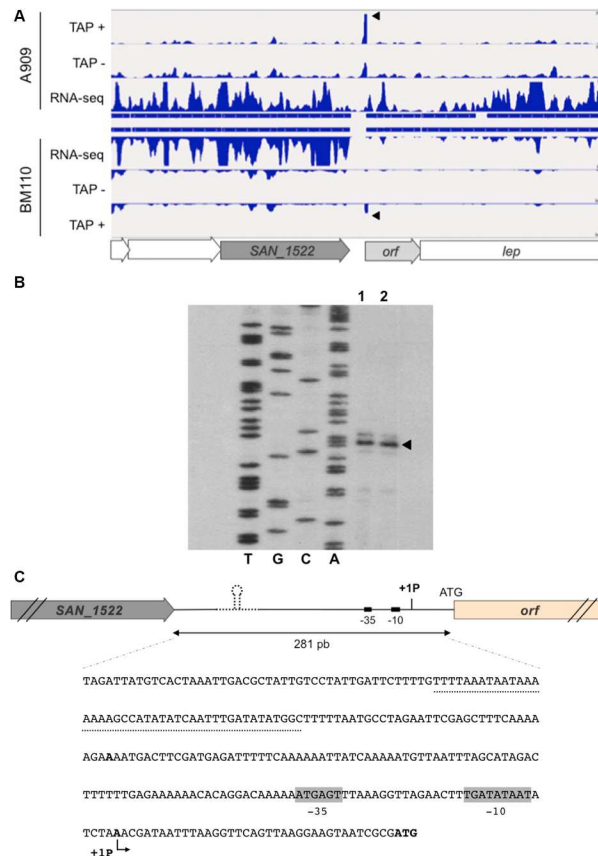 A
TAP +
A909
TAP -
RNA-seq
RNA-seq
BM110
TAP -
TAP +
SAN_1522
orf
lep
B
1 2
T G C A
C
SAN_1522
-35
-10
+1P
ATG
orf
281 pb
TAGATTATGTCACTAAATTGACGCTATTGTCCTATTGATTCTTTTGTTTTAAATAATAAA
AAAAGCCATATATCAATTTGATATATGGCTTTTTAATGCCTAGAATTCGAGCTTTCAAAA
AGAAAATGACTTCGATGAGATTTTTCAAAAAATTATCAAAAATGTTAATTTAGCATAGAC
TTTTTTGAGAAAAAACACAGGACAAAAAATGAGTTTAAAGGTTAGAACTTTGATATAATA
-35
-10
TCTAAACGATAATTTAAGGTTCAGTTAAGGAAGTAATCGCGATG
+1P